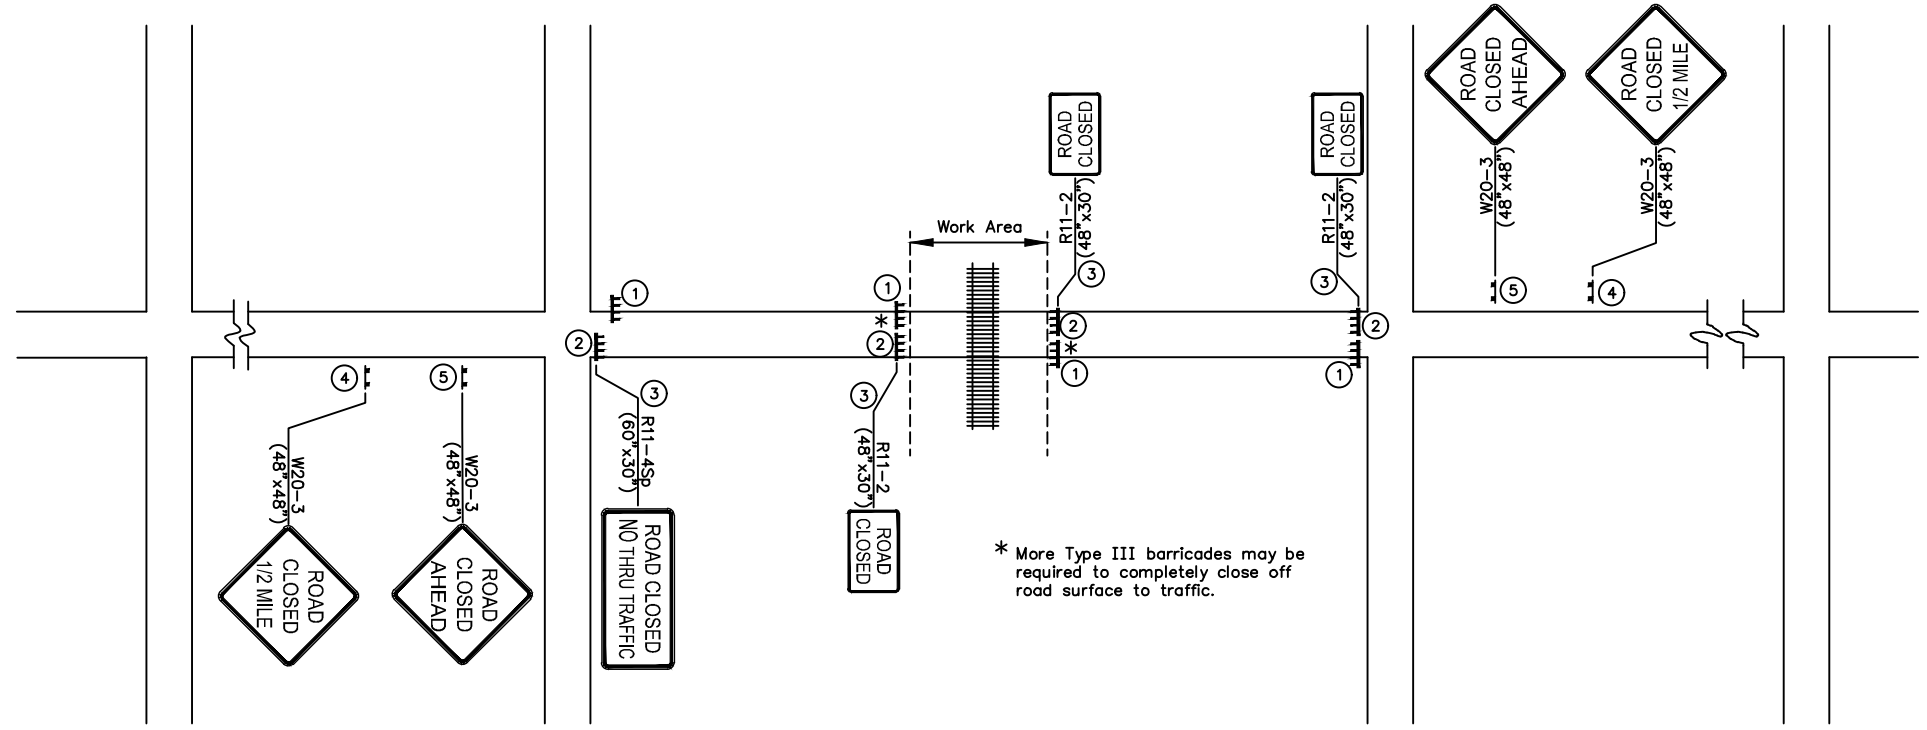 ROAD
CLOSED
AHEAD
W20-3
(48"x48")
5
ROAD
CLOSED
1/2 MILE
W20-3
(48"x48")
4
ROAD
CLOSED
R11-2
(48"x30")
3
ROAD
CLOSED
R11-2
(48"x30")
3
Work Area
1
1
*
2
2
2
*
1
2
1
4
5
3
3
W20-3
(48"x48")
ROAD
CLOSED
1/2 MILE
W20-3
(48"x48")
ROAD
CLOSED
AHEAD
R11-4Sp
(60"x30")
ROAD CLOSED
NO THRU TRAFFIC
R11-2
(48"x30")
ROAD
CLOSED
* More Type III barricades may be
required to completely close off
road surface to traffic.